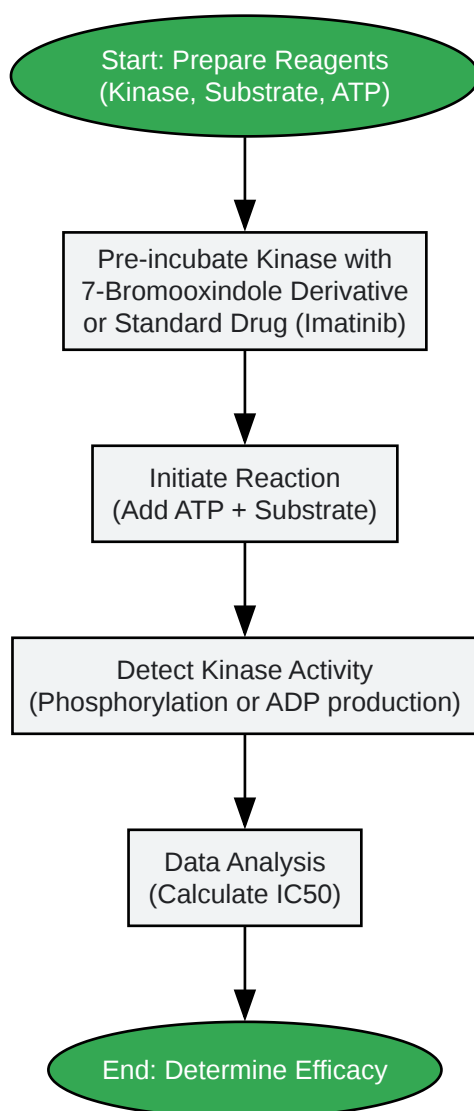 Start: Prepare Reagents
(Kinase, Substrate, ATP)
Pre-incubate Kinase with
7-Bromooxindole Derivative
or Standard Drug (Imatinib)
Initiate Reaction
(Add ATP + Substrate)
Detect Kinase Activity
(Phosphorylation or ADP production)
Data Analysis
(Calculate IC50)
End: Determine Efficacy